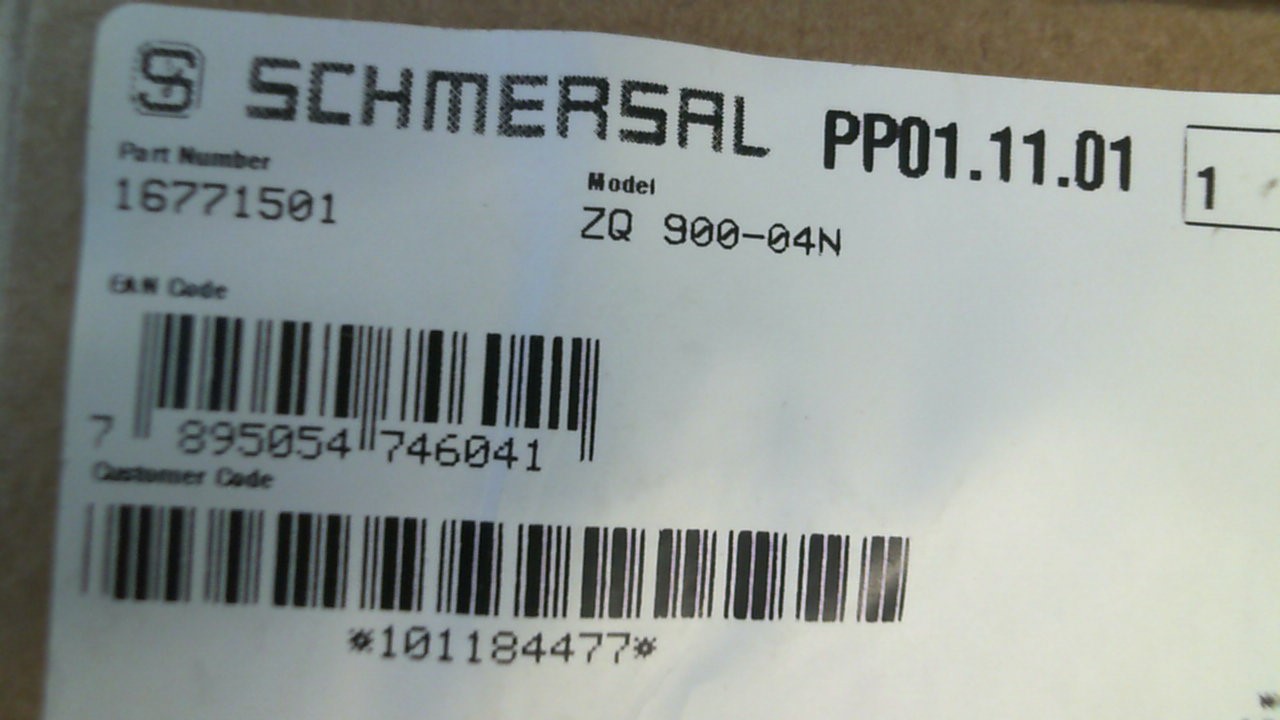 S SCHMERSAL PP01.11.01 1
Part Number
16771501
Model
ZQ 900-04N
EAN Code
7 895054 746041
Customer Code
*101184477*